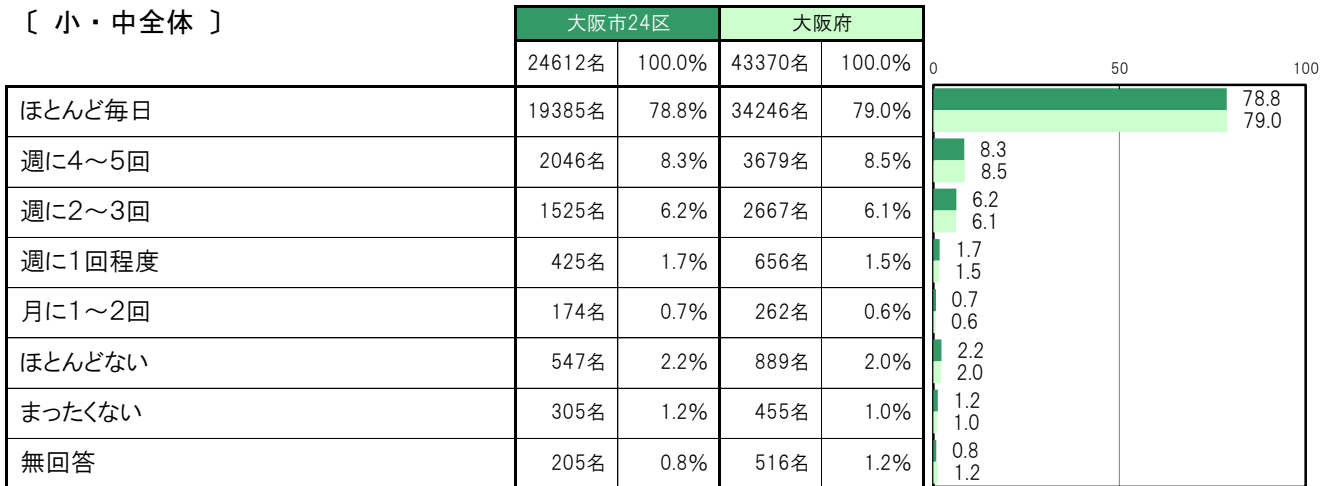 〔 小・中全体 〕
大阪市24区 大阪府
24612名 100.0% 43370名 100.0%
0 50 100
ほとんど毎日 19385名 78.8% 34246名 79.0% 78.8
79.0
週に4～5回 2046名 8.3% 3679名 8.5% 8.3
8.5
週に2～3回 1525名 6.2% 2667名 6.1% 6.2
6.1
週に1回程度 425名 1.7% 656名 1.5% 1.7
1.5
月に1～2回 174名 0.7% 262名 0.6% 0.7
0.6
ほとんどない 547名 2.2% 889名 2.0% 2.2
2.0
まったくない 305名 1.2% 455名 1.0% 1.2
1.0
無回答 205名 0.8% 516名 1.2% 0.8
1.2